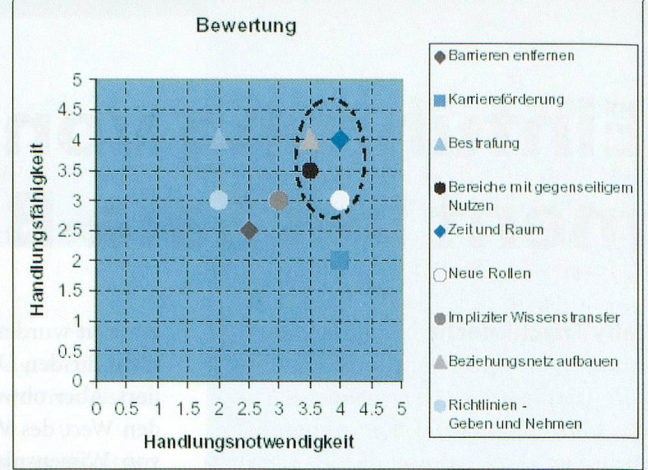 Bewertung
Barrieren entfernen
Karriereförderung
Bestrafung
Bereiche mit gegenseitigem
Nutzen
Zeit und Raum
Neue Rollen
Impliziter Wissenstransfer
Beziehungsnetz aufbauen
Richtlinien -
Geben und Nehmen
Handlungsfähigkeit
5
4.5
4
3.5
3
2.5
2
1.5
1
0.5
0
0 0.5 1 1.5 2 2.5 3 3.5 4 4.5 5
Handlungsnotwendigkeit